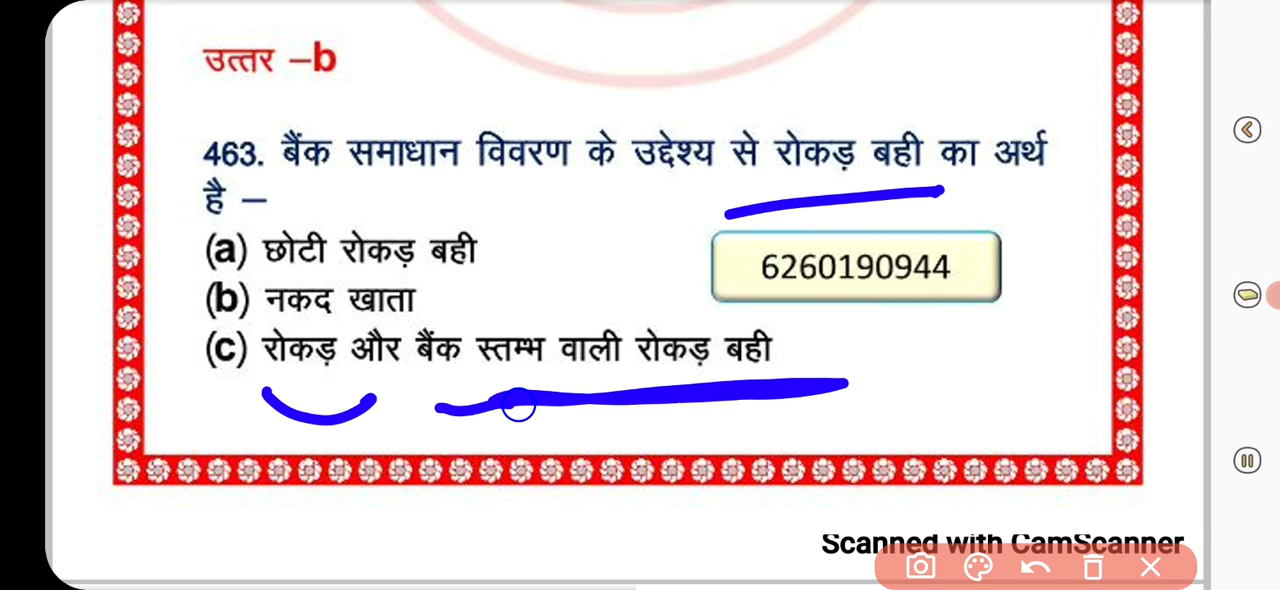 उत्तर –b
463. बैंक समाधान विवरण के उद्देश्य से रोकड़ बही का अर्थ
है –
(a) छोटी रोकड़ बही
6260190944
(b) नकद खाता
(c) रोकड़ और बैंक स्तम्भ वाली रोकड़ बही
Scanned with CamScanner